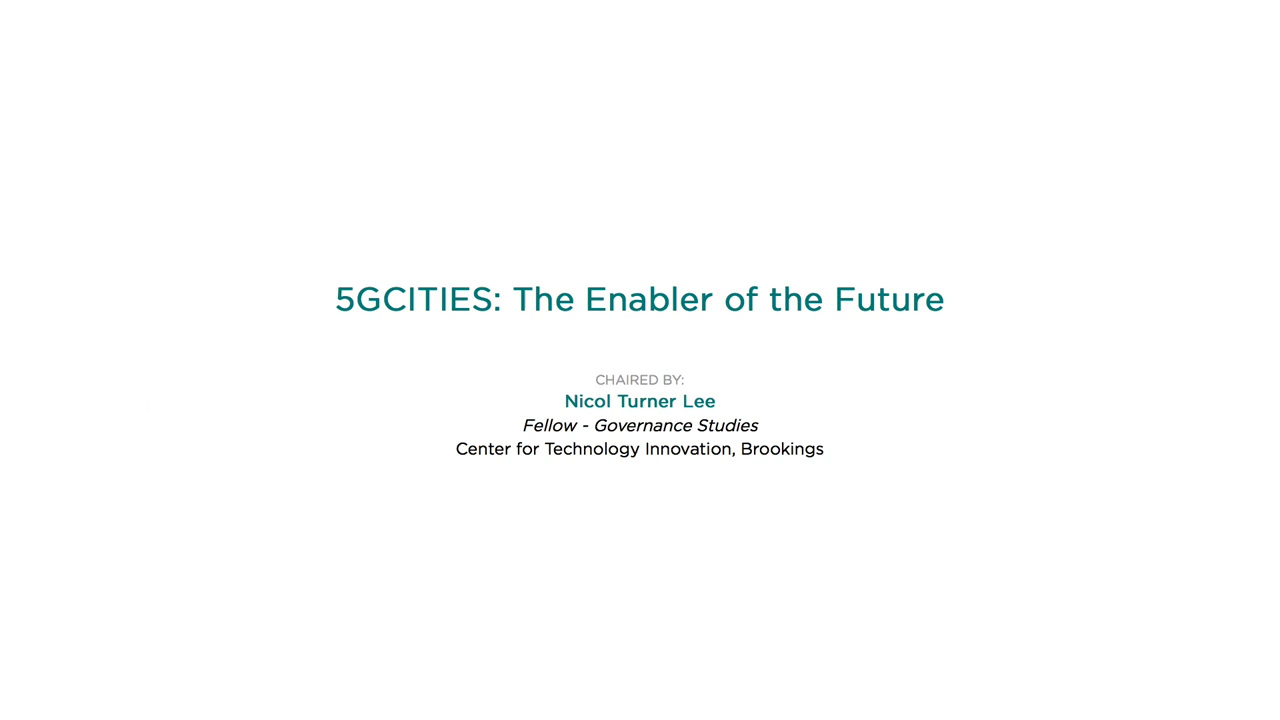 5GCITIES: The Enabler of the Future
CHAIRED BY:
Nicol Turner Lee
Fellow - Governance Studies
Center for Technology Innovation, Brookings